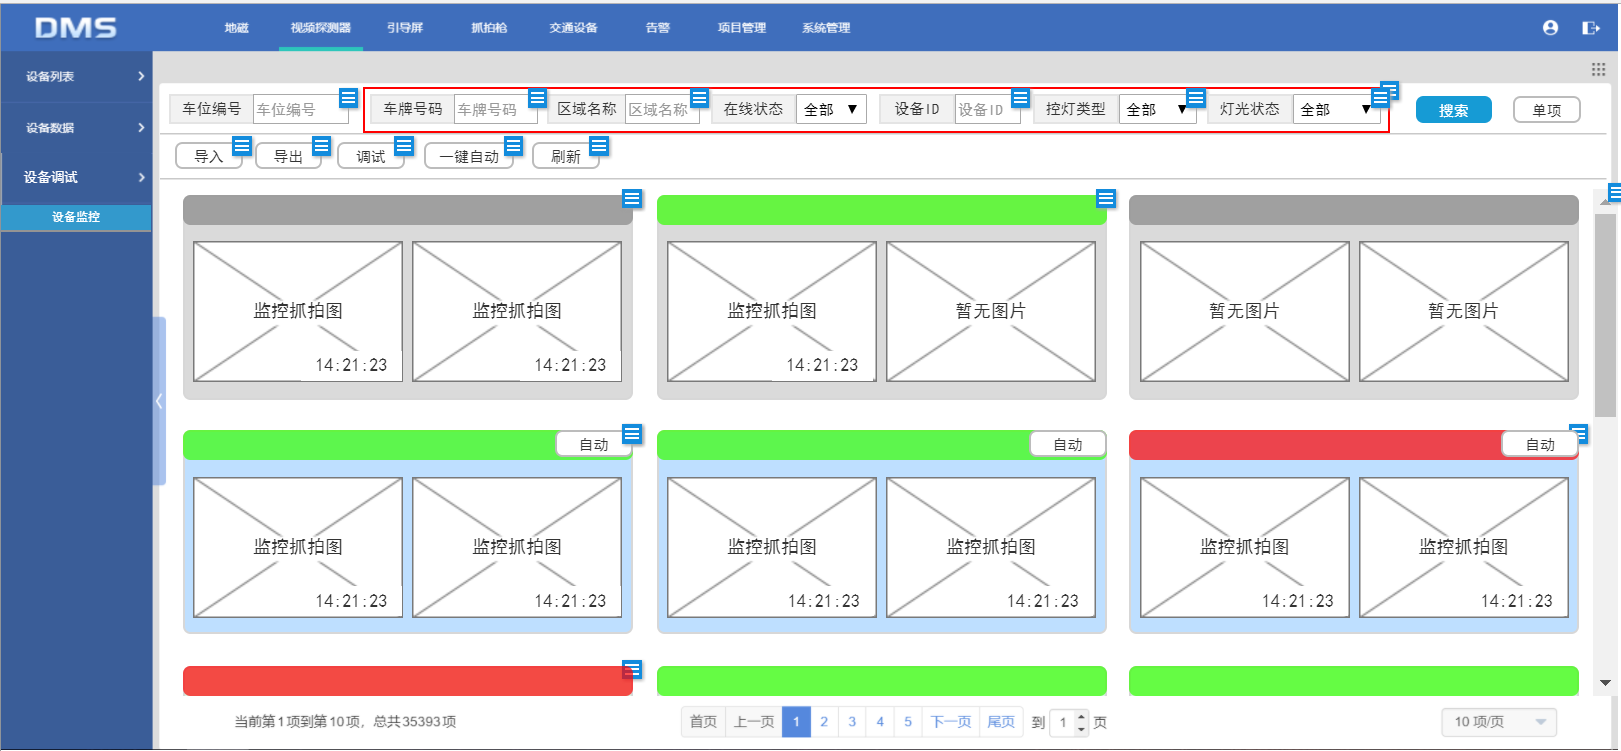 DMS 地磁 视频探测器 引导屏 抓拍枪 交通设备 告警 项目管理 系统管理
设备列表
设备数据
设备调试
设备监控
车位编号 车位编号 车牌号码 车牌号码 区域名称 区域名称 在线状态 全部 ▼ 设备ID 设备ID 控灯类型 全部 ▼ 灯光状态 全部 ▼ 搜索 单项
导入 导出 调试 一键自动 刷新
监控抓拍图 监控抓拍图 监控抓拍图 暂无图片 暂无图片 暂无图片
14:21:23 14:21:23 14:21:23
自动 自动 自动
监控抓拍图 监控抓拍图 监控抓拍图 监控抓拍图 监控抓拍图 监控抓拍图
14:21:23 14:21:23 14:21:23 14:21:23 14:21:23 14:21:23
当前第1项到第10项，总共35393项 首页 上一页 1 2 3 4 5 下一页 尾页 到 1 页 10 项/页